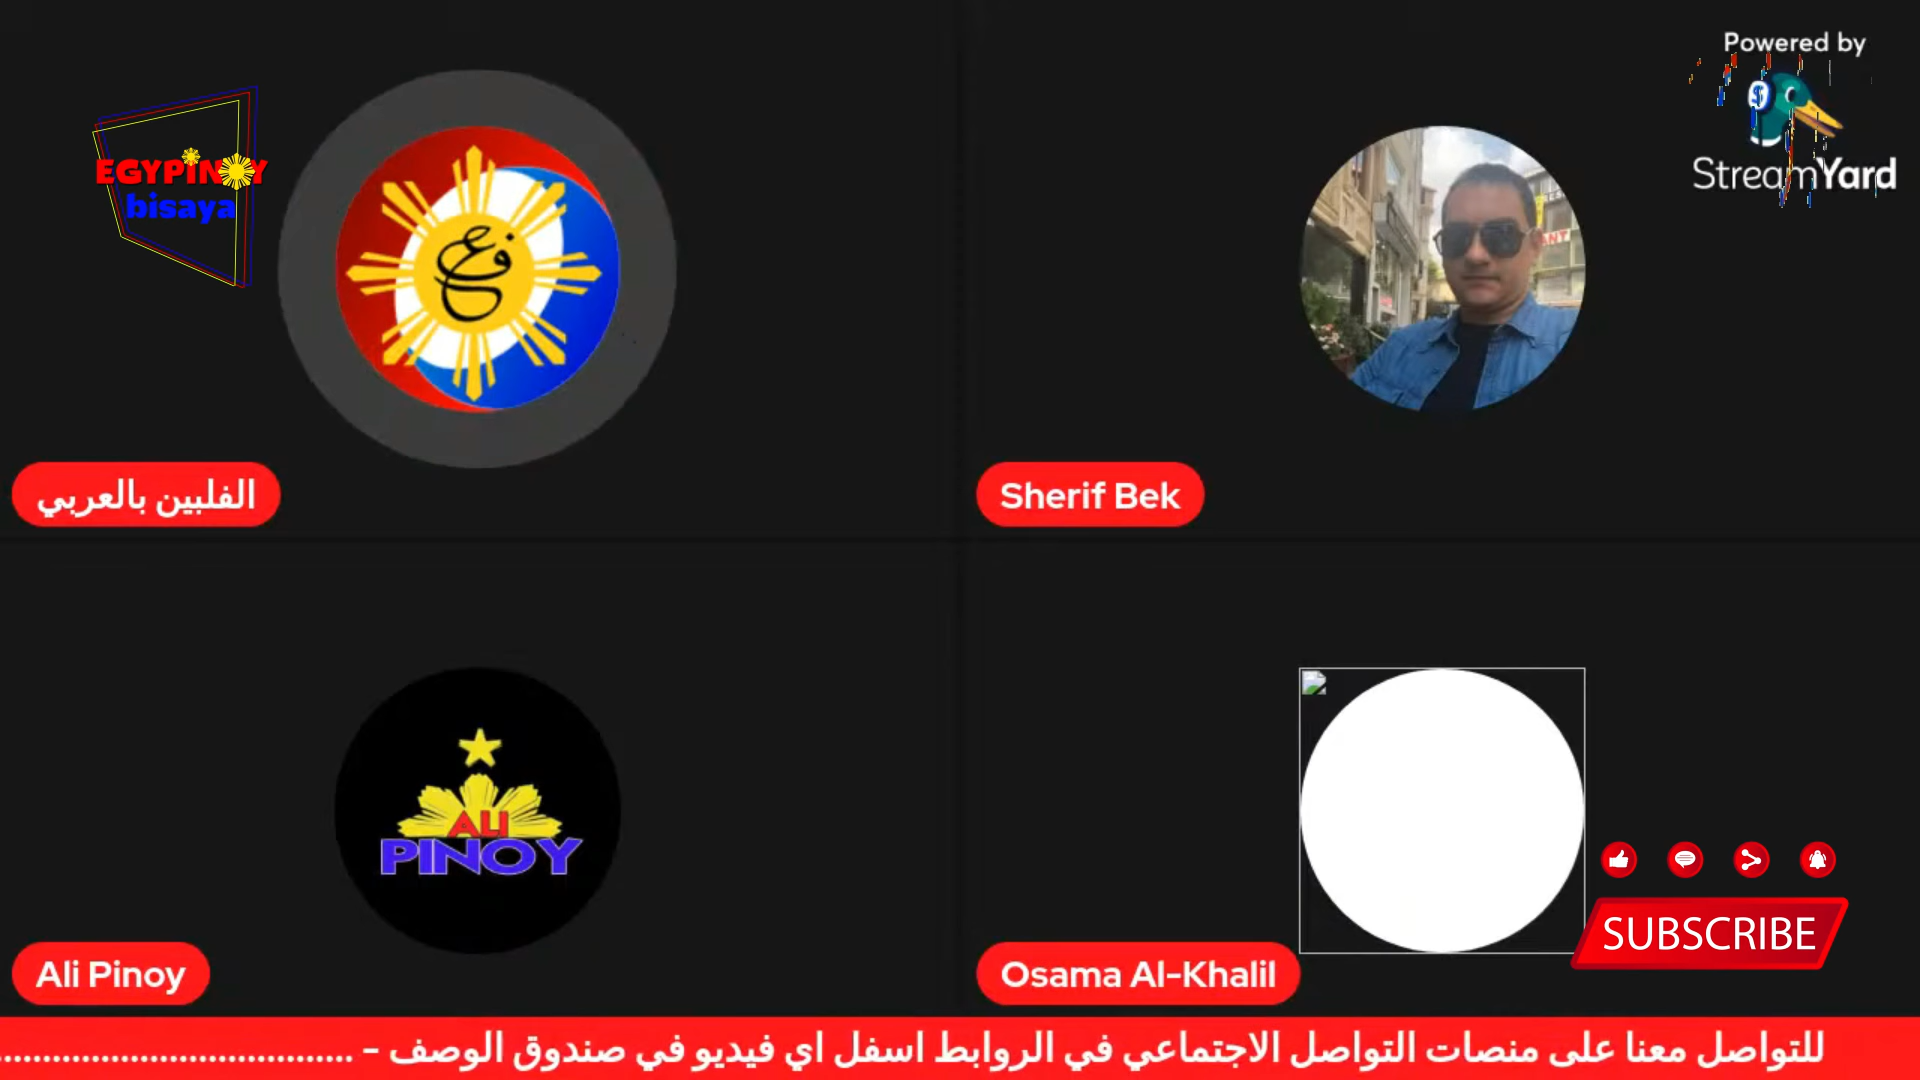 Powered by
StreamYard
EGYPINOY
bisaya
ANT
الفلبين بالعربي
Sherif Bek
ALI
PINOY
Ali Pinoy
Osama Al-Khalil
SUBSCRIBE
للتواصل معنا على منصات التواصل الاجتماعي في الروابط اسفل اي فيديو في صندوق الوصف - ....................................